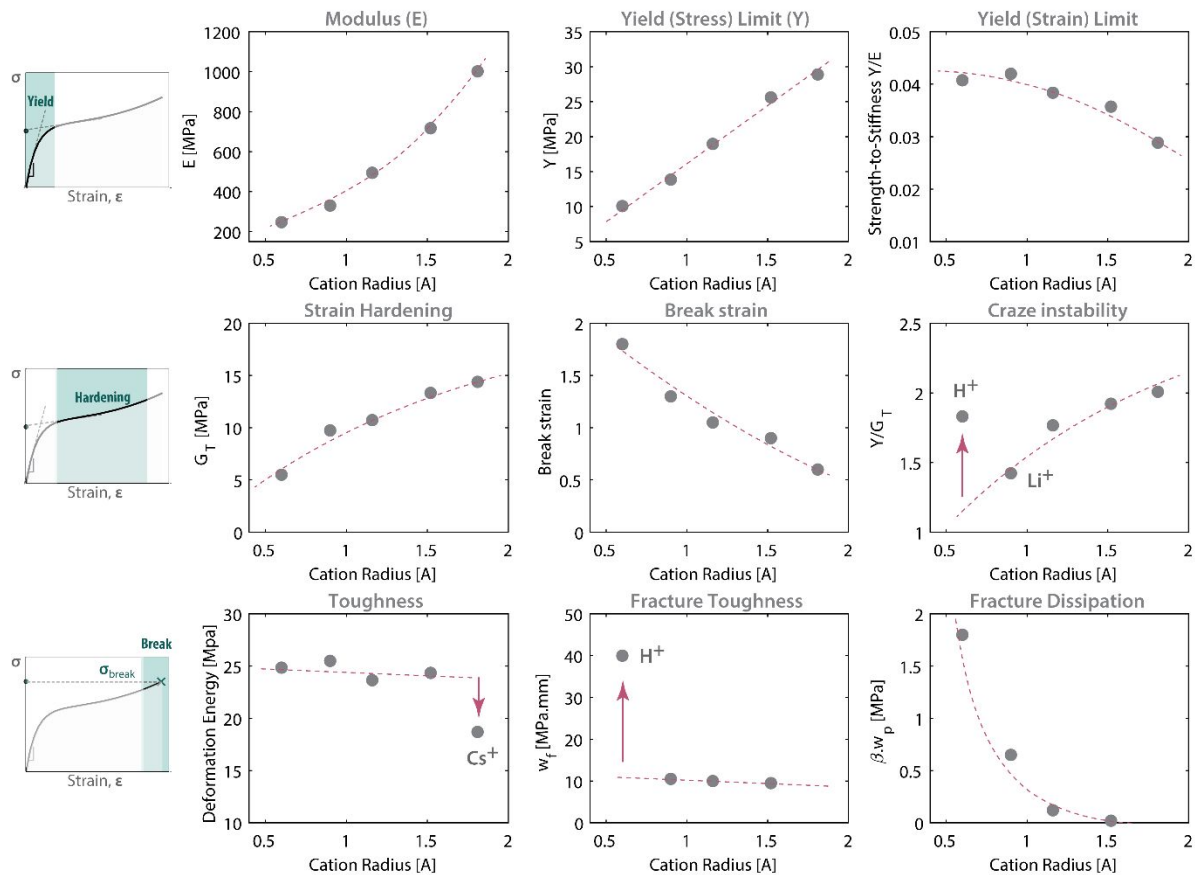 Modulus (E)
Yield (Stress) Limit (Y)
Yield (Strain) Limit
σ
Yield
Strain, ε
E [MPa]
1200
1000
800
600
400
200
0.5 1 1.5 2
Cation Radius [A]
Y [MPa]
35
30
25
20
15
10
5
0.5 1 1.5 2
Cation Radius [A]
Strength-to-Stiffness Y/E
0.05
0.04
0.03
0.02
0.01
0.5 1 1.5 2
Cation Radius [A]
Strain Hardening
Break strain
Craze instability
σ
Hardening
Strain, ε
G_T [MPa]
20
15
10
5
0
0.5 1 1.5 2
Cation Radius [A]
Break strain
2
1.5
1
0.5
0
0.5 1 1.5 2
Cation Radius [A]
Y/G_T
2.5
2
1.5
1
H⁺
Li⁺
0.5 1 1.5 2
Cation Radius [A]
Toughness
Fracture Toughness
Fracture Dissipation
Break
σ
σbreak
Strain, ε
Deformation Energy [Mpa]
30
25
20
15
10
Cs⁺
0.5 1 1.5 2
Cation Radius [A]
w_f [MPa.mm]
50
40
30
20
10
0
H⁺
0.5 1 1.5 2
Cation Radius [A]
β.w_p [MPa]
2
1.5
1
0.5
0
0.5 1 1.5 2
Cation Radius [A]